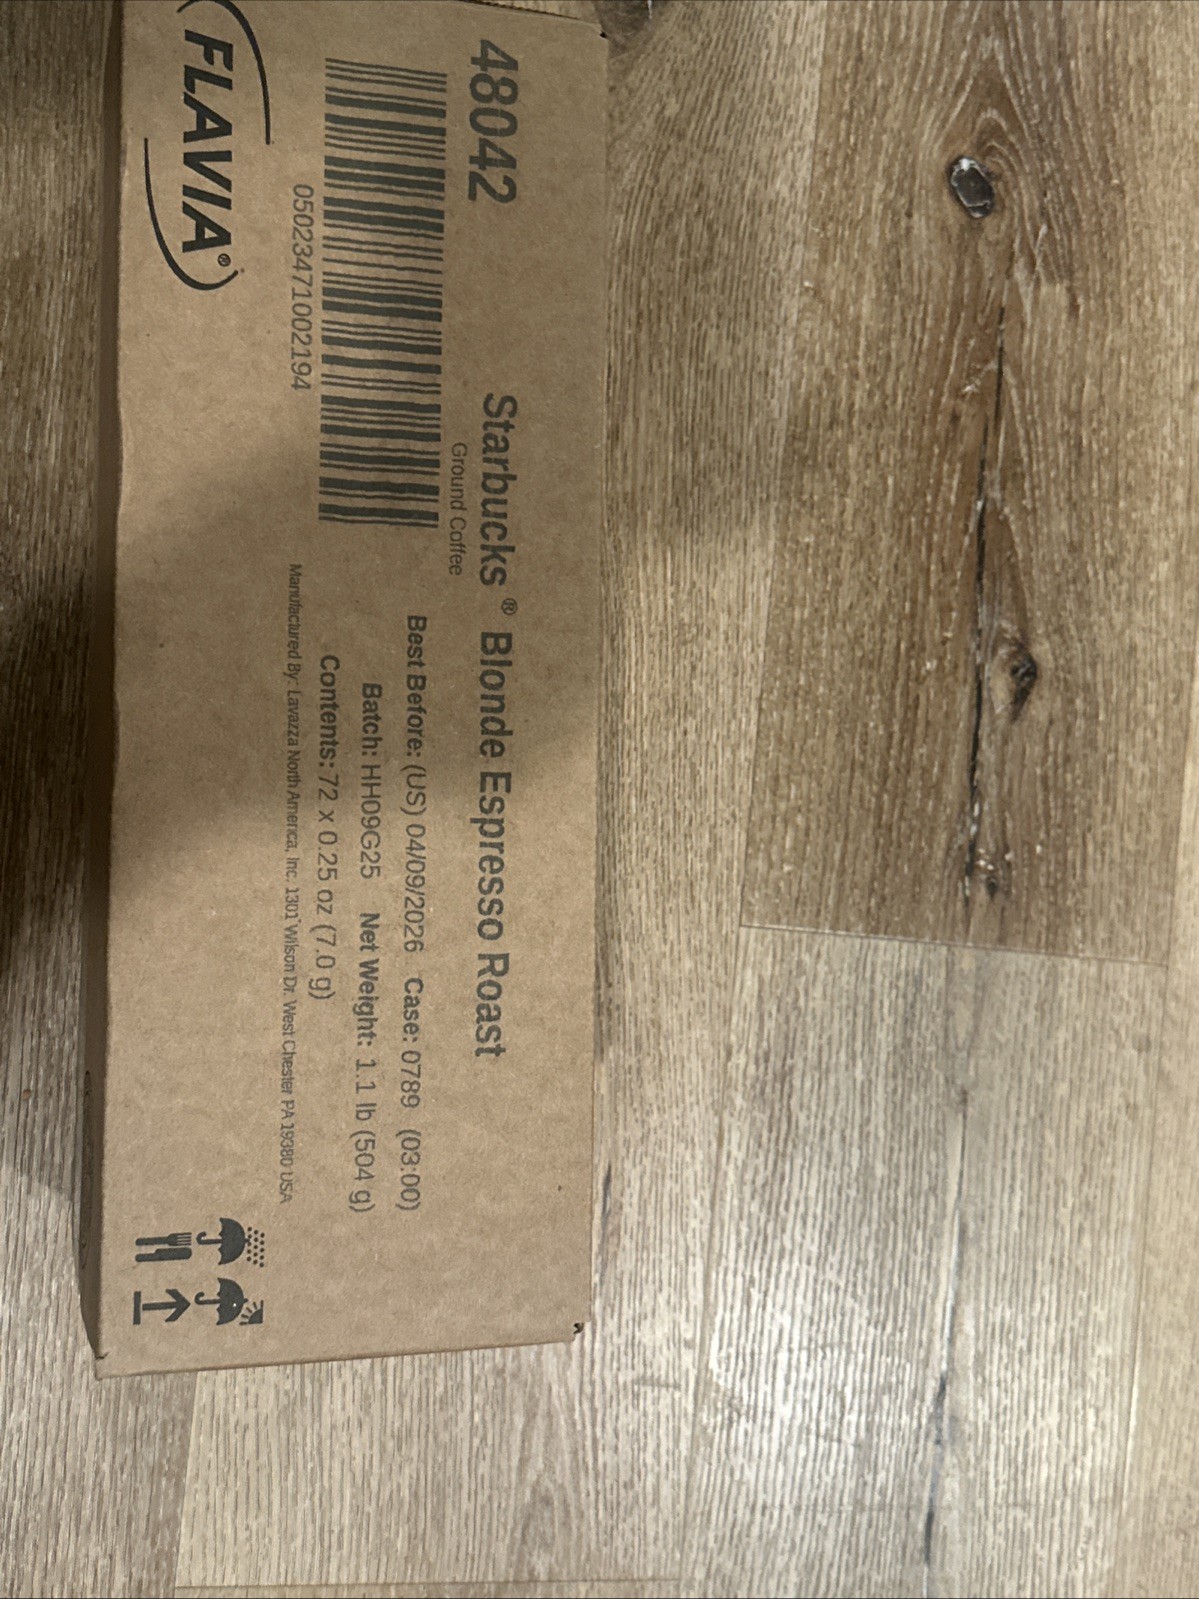 48042
Starbucks® Blonde Espresso Roast
Ground Coffee
Best Before: (US) 04/09/2026 Case: 0789 (03:00)
Batch: HH09G25 Net Weight: 1.1 lb (504 g)
Contents: 72 x 0.25 oz (7.0 g)
05023471002194
Manufactured By: Lavazza North America, Inc. 1301 Wilson Dr. West Chester PA 19380 USA
FLAVIA®